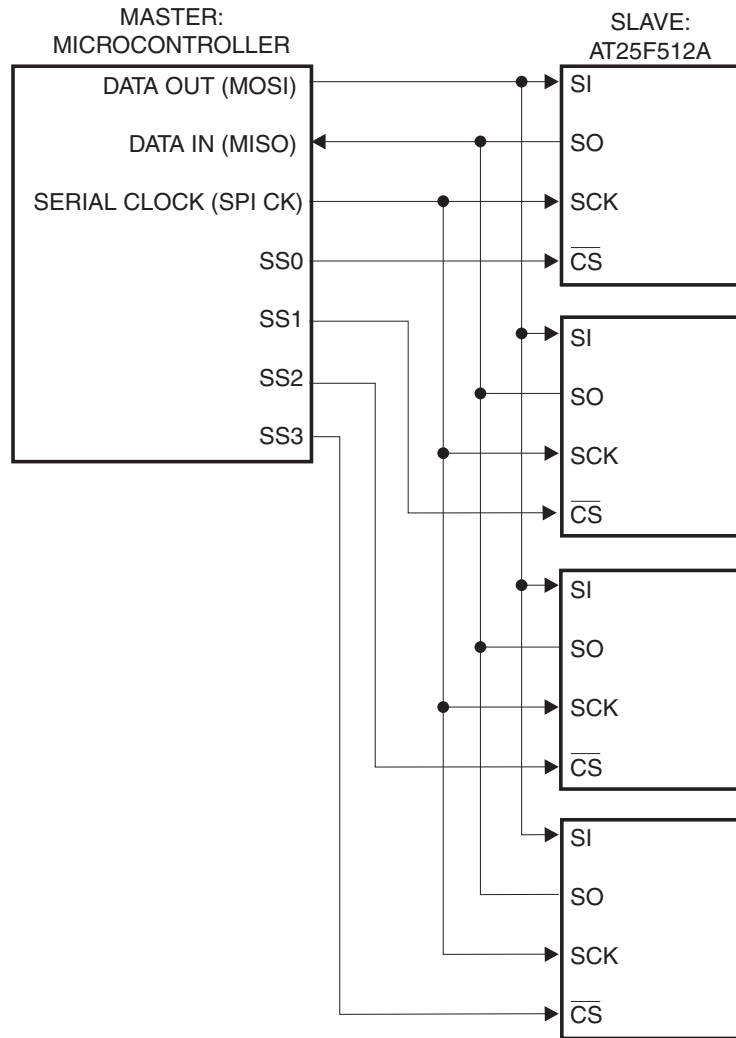 MASTER:
MICROCONTROLLER
SLAVE:
AT25F512A
DATA OUT (MOSI)
DATA IN (MISO)
SERIAL CLOCK (SPI CK)
SS0
SS1
SS2
SS3
SI
SO
SCK
CS
SI
SO
SCK
CS
SI
SO
SCK
CS
SI
SO
SCK
CS